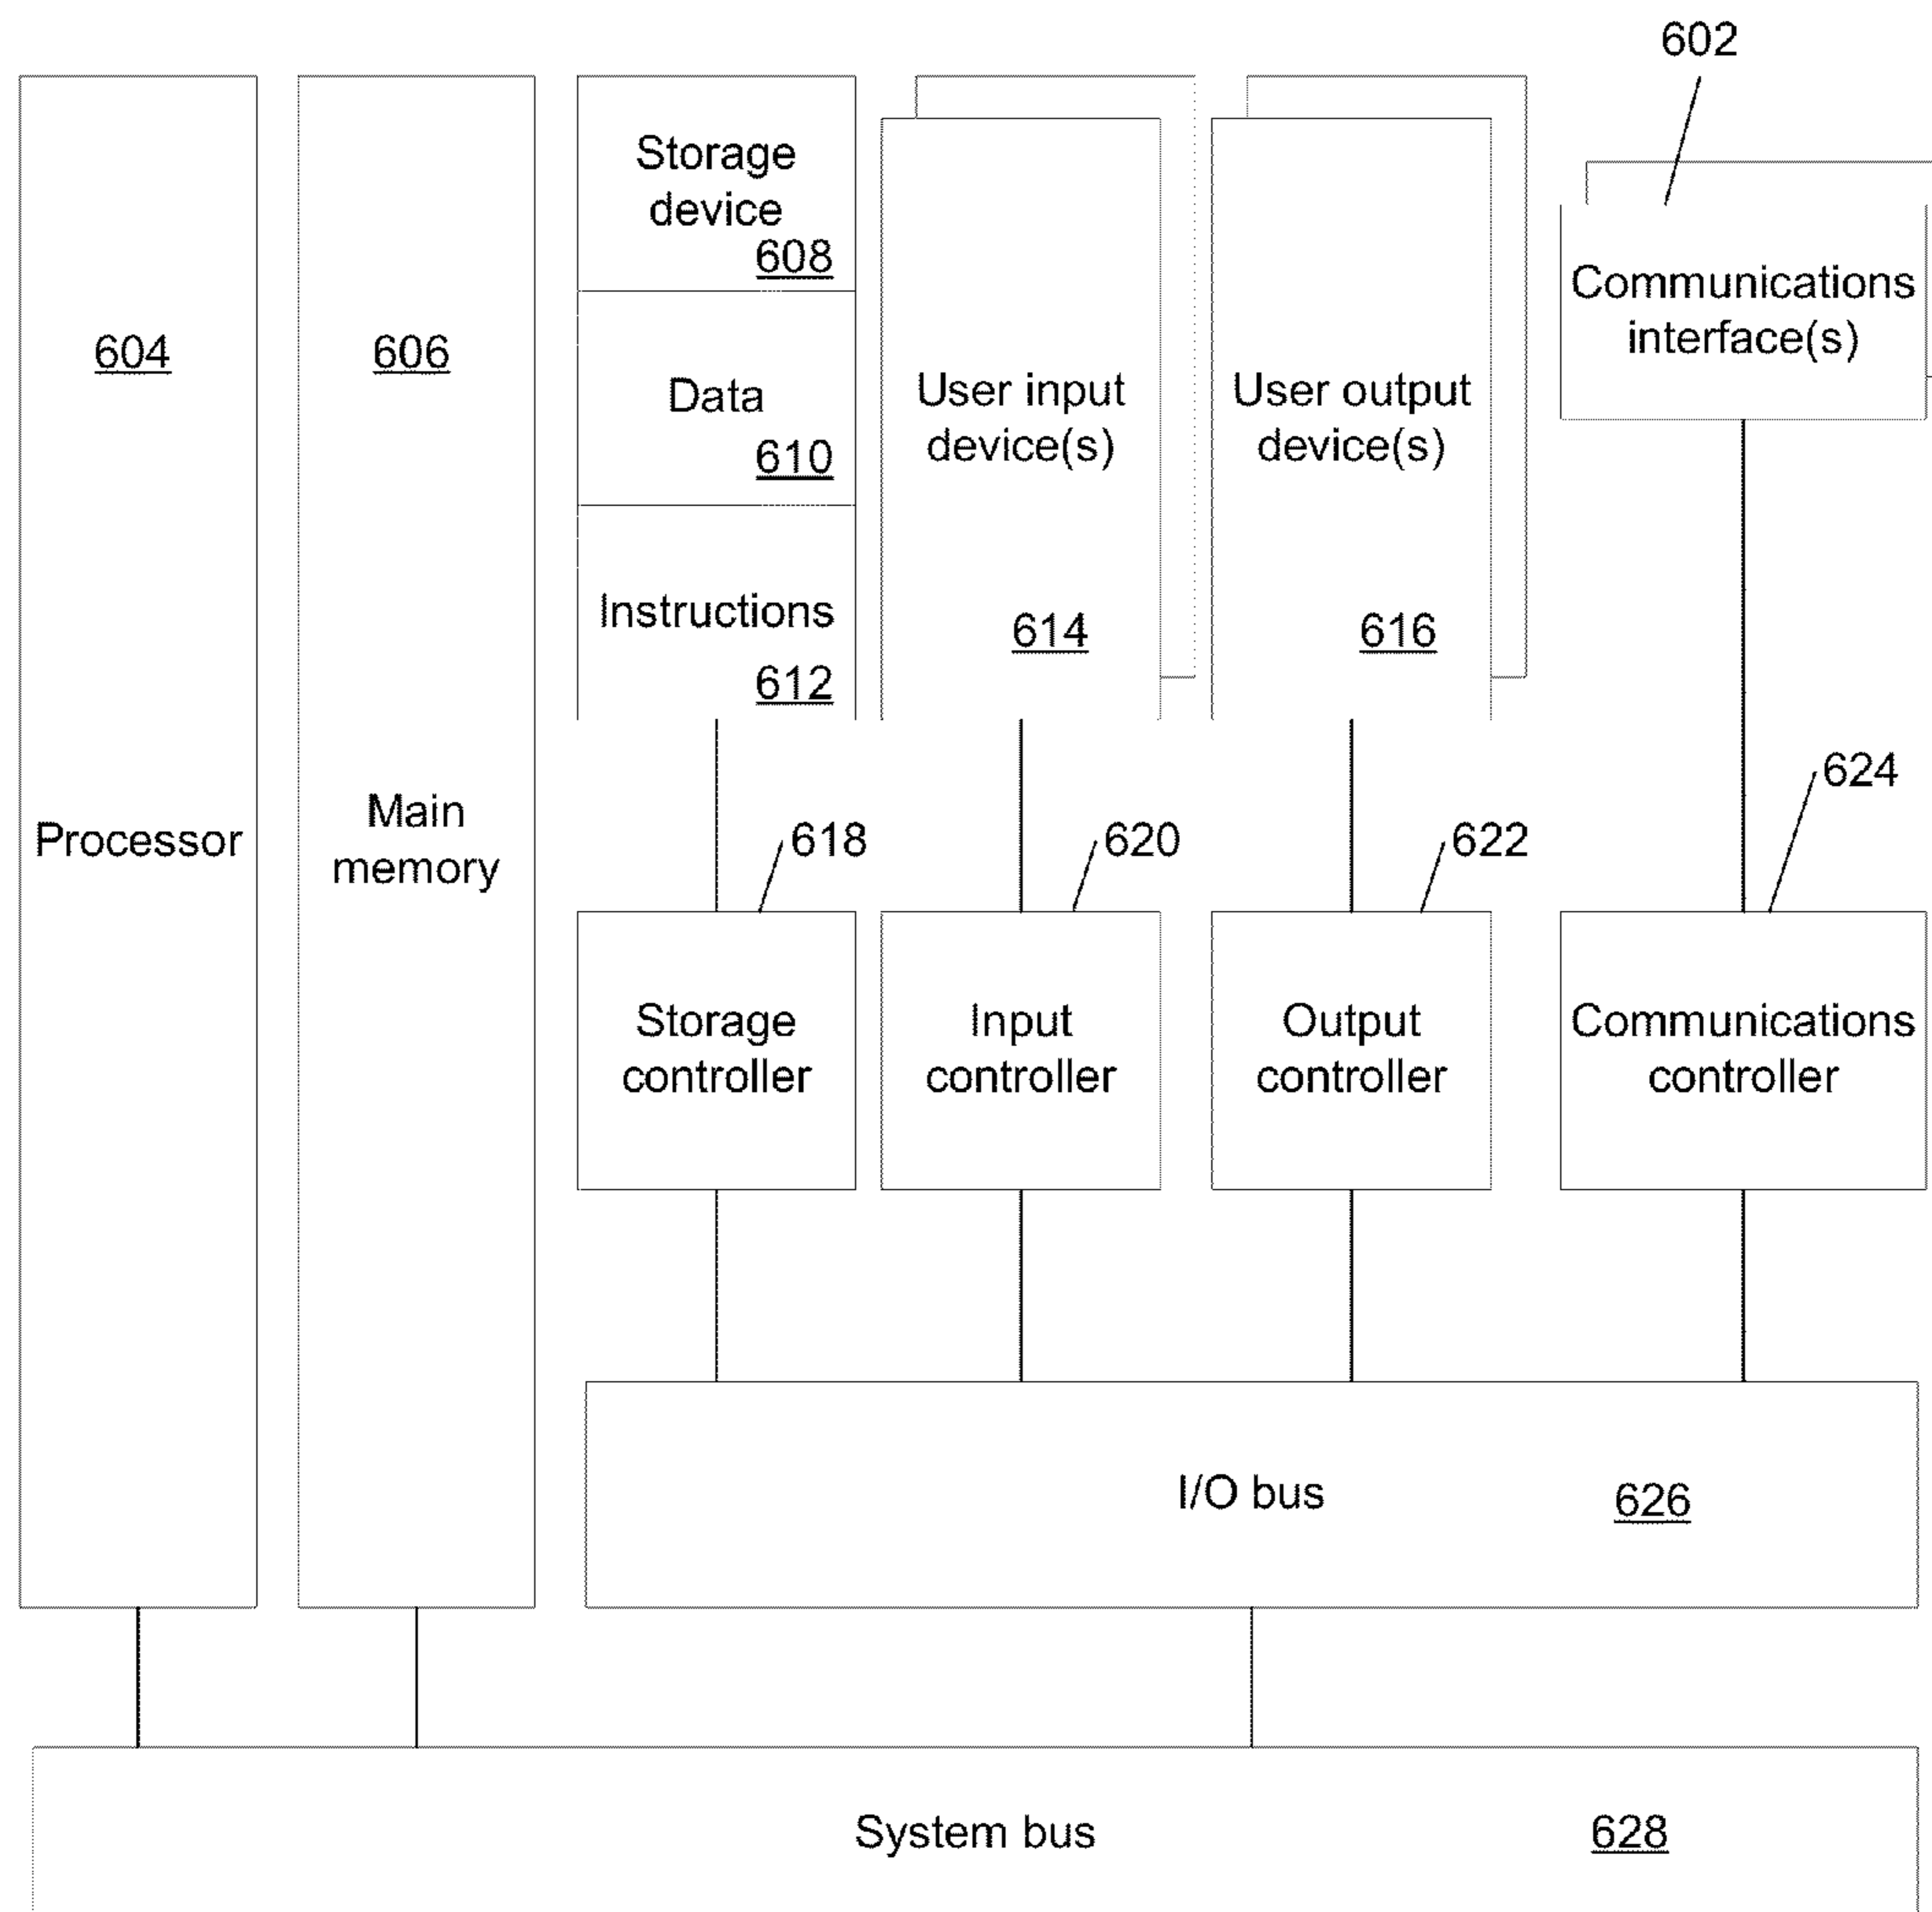 602
Storage
device
608
604
606
Data
610
User input
device(s)
User output
device(s)
Communications
interface(s)
Instructions
612
614
616
Processor
Main
memory
618
620
622
624
Storage
controller
Input
controller
Output
controller
Communications
controller
I/O bus
626
System bus
628